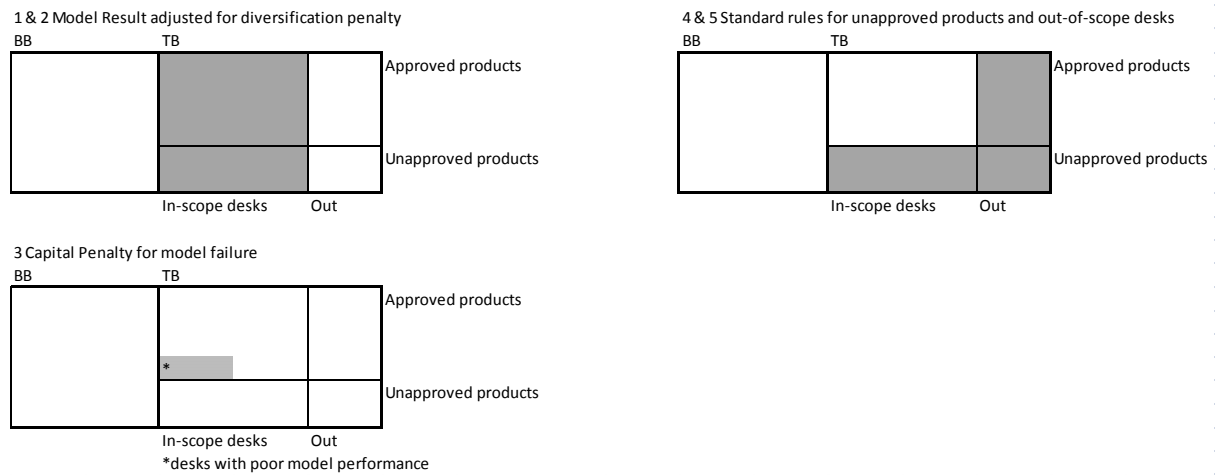 1 & 2 Model Result adjusted for diversification penalty
BB TB
Approved products
Unapproved products
In-scope desks Out
4 & 5 Standard rules for unapproved products and out-of-scope desks
BB TB
Approved products
Unapproved products
In-scope desks Out
3 Capital Penalty for model failure
BB TB
Approved products
*
Unapproved products
In-scope desks Out
*desks with poor model performance